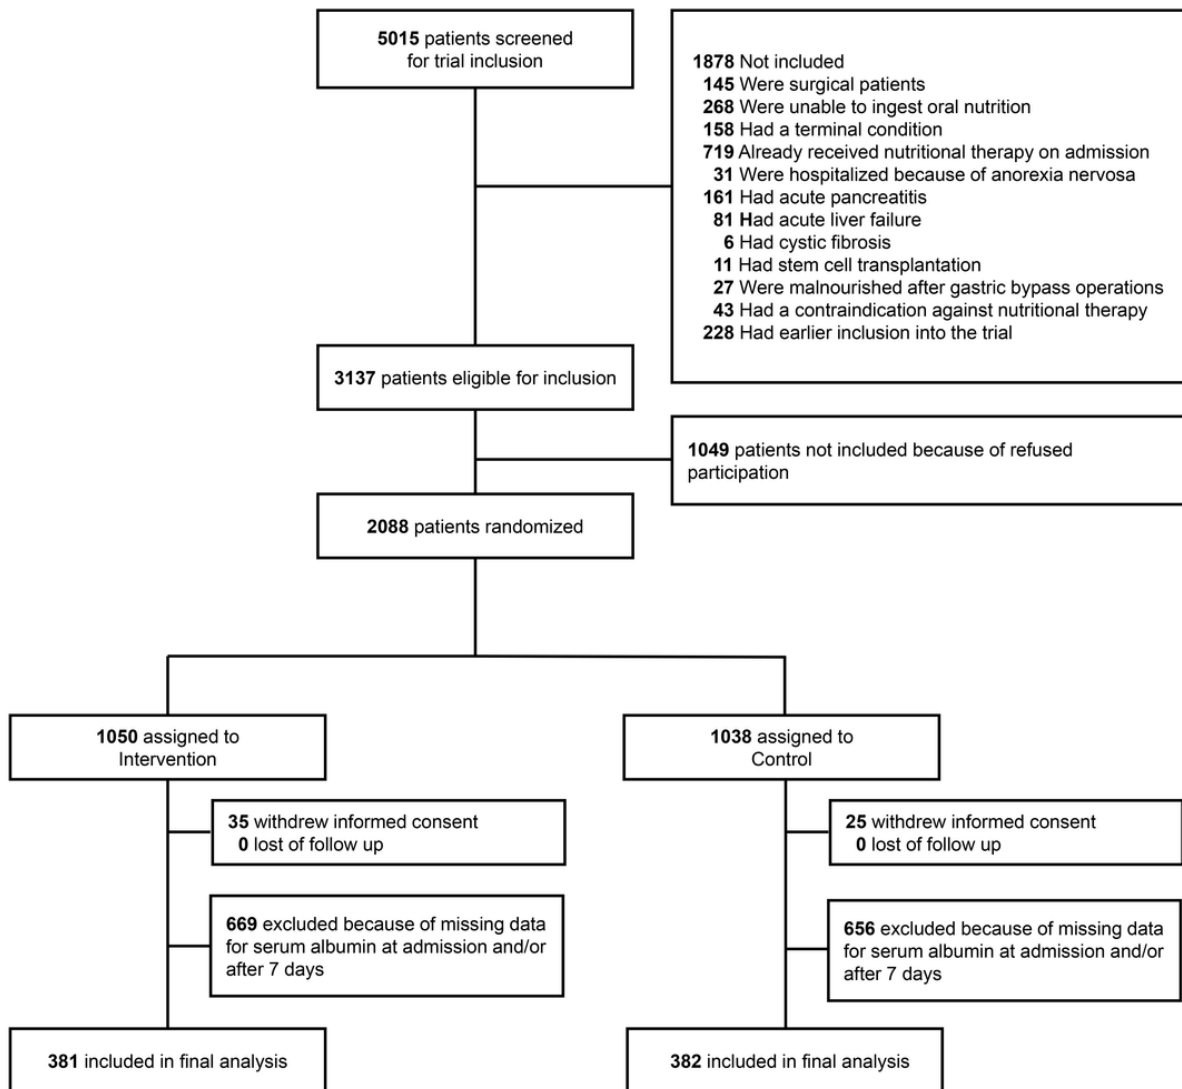 5015 patients screened
for trial inclusion
1878 Not included
145 Were surgical patients
268 Were unable to ingest oral nutrition
158 Had a terminal condition
719 Already received nutritional therapy on admission
31 Were hospitalized because of anorexia nervosa
161 Had acute pancreatitis
81 Had acute liver failure
6 Had cystic fibrosis
11 Had stem cell transplantation
27 Were malnourished after gastric bypass operations
43 Had a contraindication against nutritional therapy
228 Had earlier inclusion into the trial
3137 patients eligible for inclusion
1049 patients not included because of refused
participation
2088 patients randomized
1050 assigned to
Intervention
1038 assigned to
Control
35 withdrew informed consent
0 lost of follow up
25 withdrew informed consent
0 lost of follow up
669 excluded because of missing data
for serum albumin at admission and/or
after 7 days
656 excluded because of missing data
for serum albumin at admission and/or
after 7 days
381 included in final analysis
382 included in final analysis